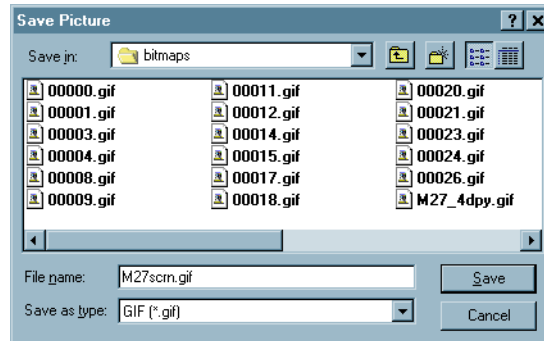 Save Picture
Save in: bitmaps
00000.gif 00011.gif 00020.gif
00001.gif 00012.gif 00021.gif
00003.gif 00014.gif 00023.gif
00004.gif 00015.gif 00024.gif
00008.gif 00017.gif 00026.gif
00009.gif 00018.gif M27_4dpy.gif
File name: M27scrn.gif Save
Save as type: GIF (*.gif) Cancel